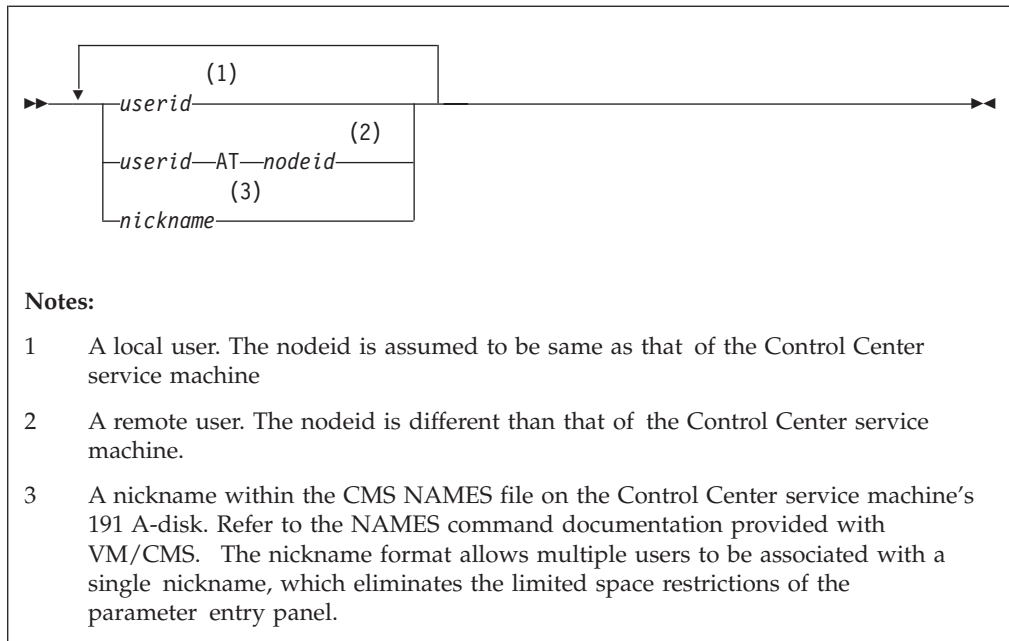 (1)
userid
(2)
userid AT nodeid
(3)
nickname
Notes:
1 A local user. The nodeid is assumed to be same as that of the Control Center
service machine
2 A remote user. The nodeid is different than that of the Control Center service
machine.
3 A nickname within the CMS NAMES file on the Control Center service machine's
191 A-disk. Refer to the NAMES command documentation provided with
VM/CMS. The nickname format allows multiple users to be associated with a
single nickname, which eliminates the limited space restrictions of the
parameter entry panel.